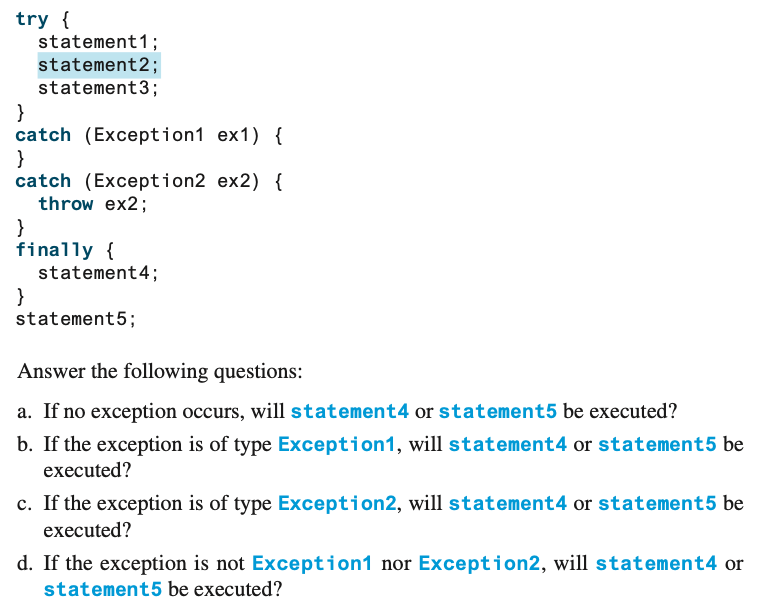 try {
  statement1;
  statement2;
  statement3;
}
catch (Exception1 ex1) {
}
catch (Exception2 ex2) {
  throw ex2;
}
finally {
  statement4;
}
statement5;
Answer the following questions:
a. If no exception occurs, will statement4 or statement5 be executed?
b. If the exception is of type Exception1, will statement4 or statement5 be
executed?
c. If the exception is of type Exception2, will statement4 or statement5 be
executed?
d. If the exception is not Exception1 nor Exception2, will statement4 or
statement5 be executed?